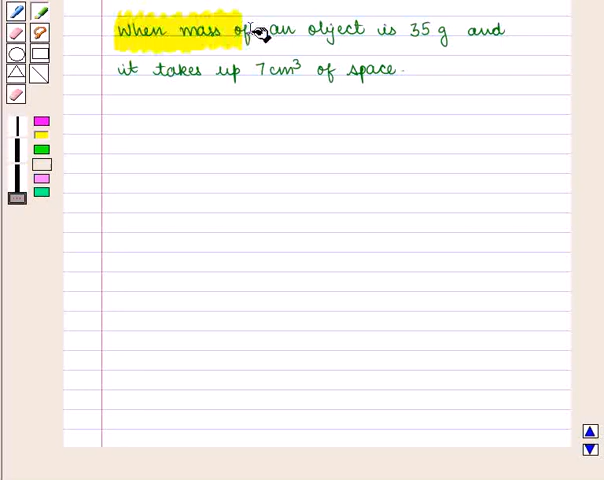 When mass of an object is 35 g and
it takes up 7 cm³ of space.